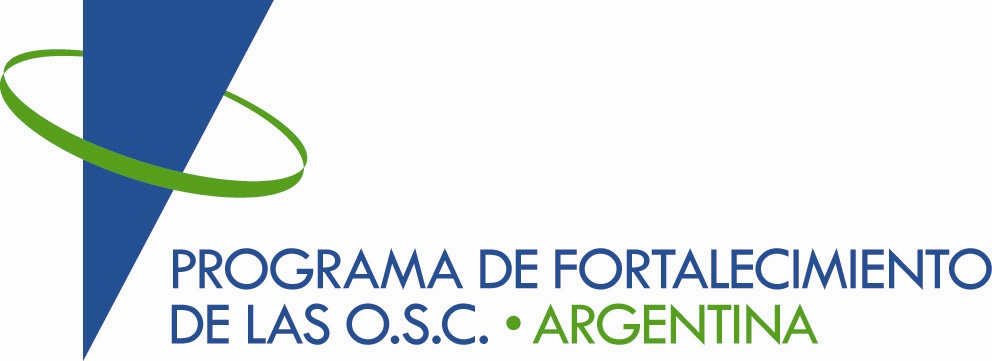 PROGRAMA DE FORTALECIMIENTO
DE LAS O.S.C. • ARGENTINA